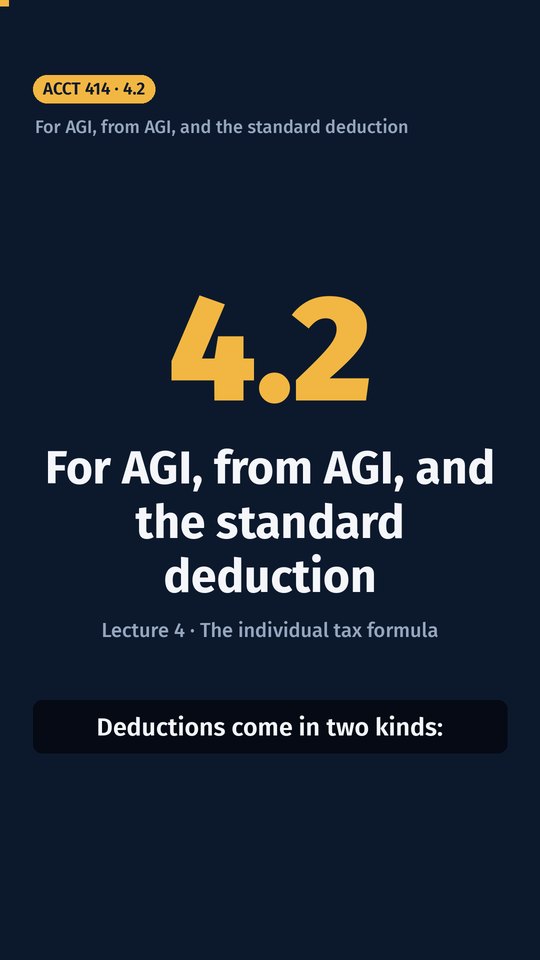 ACCT 414 · 4.2
For AGI, from AGI, and the standard deduction
4.2
For AGI, from AGI, and
the standard
deduction
Lecture 4 · The individual tax formula
Deductions come in two kinds: